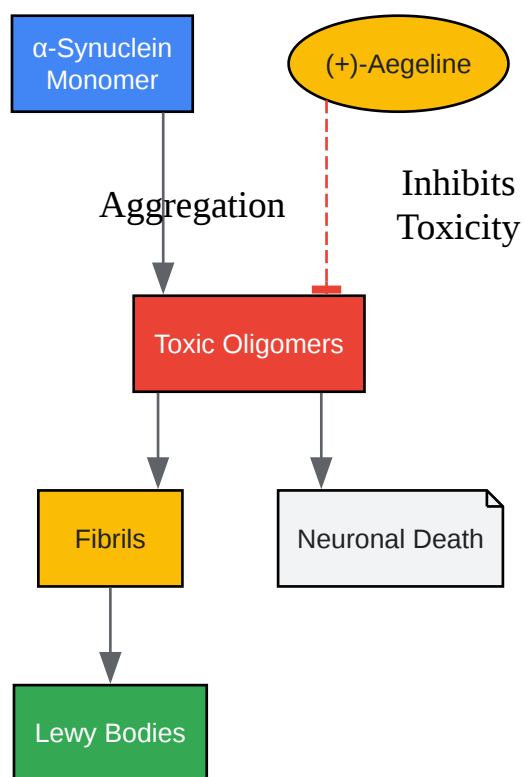 α-Synuclein
Monomer
(+)-Aegeline
Aggregation
Inhibits
Toxicity
Toxic Oligomers
Fibrils
Neuronal Death
Lewy Bodies